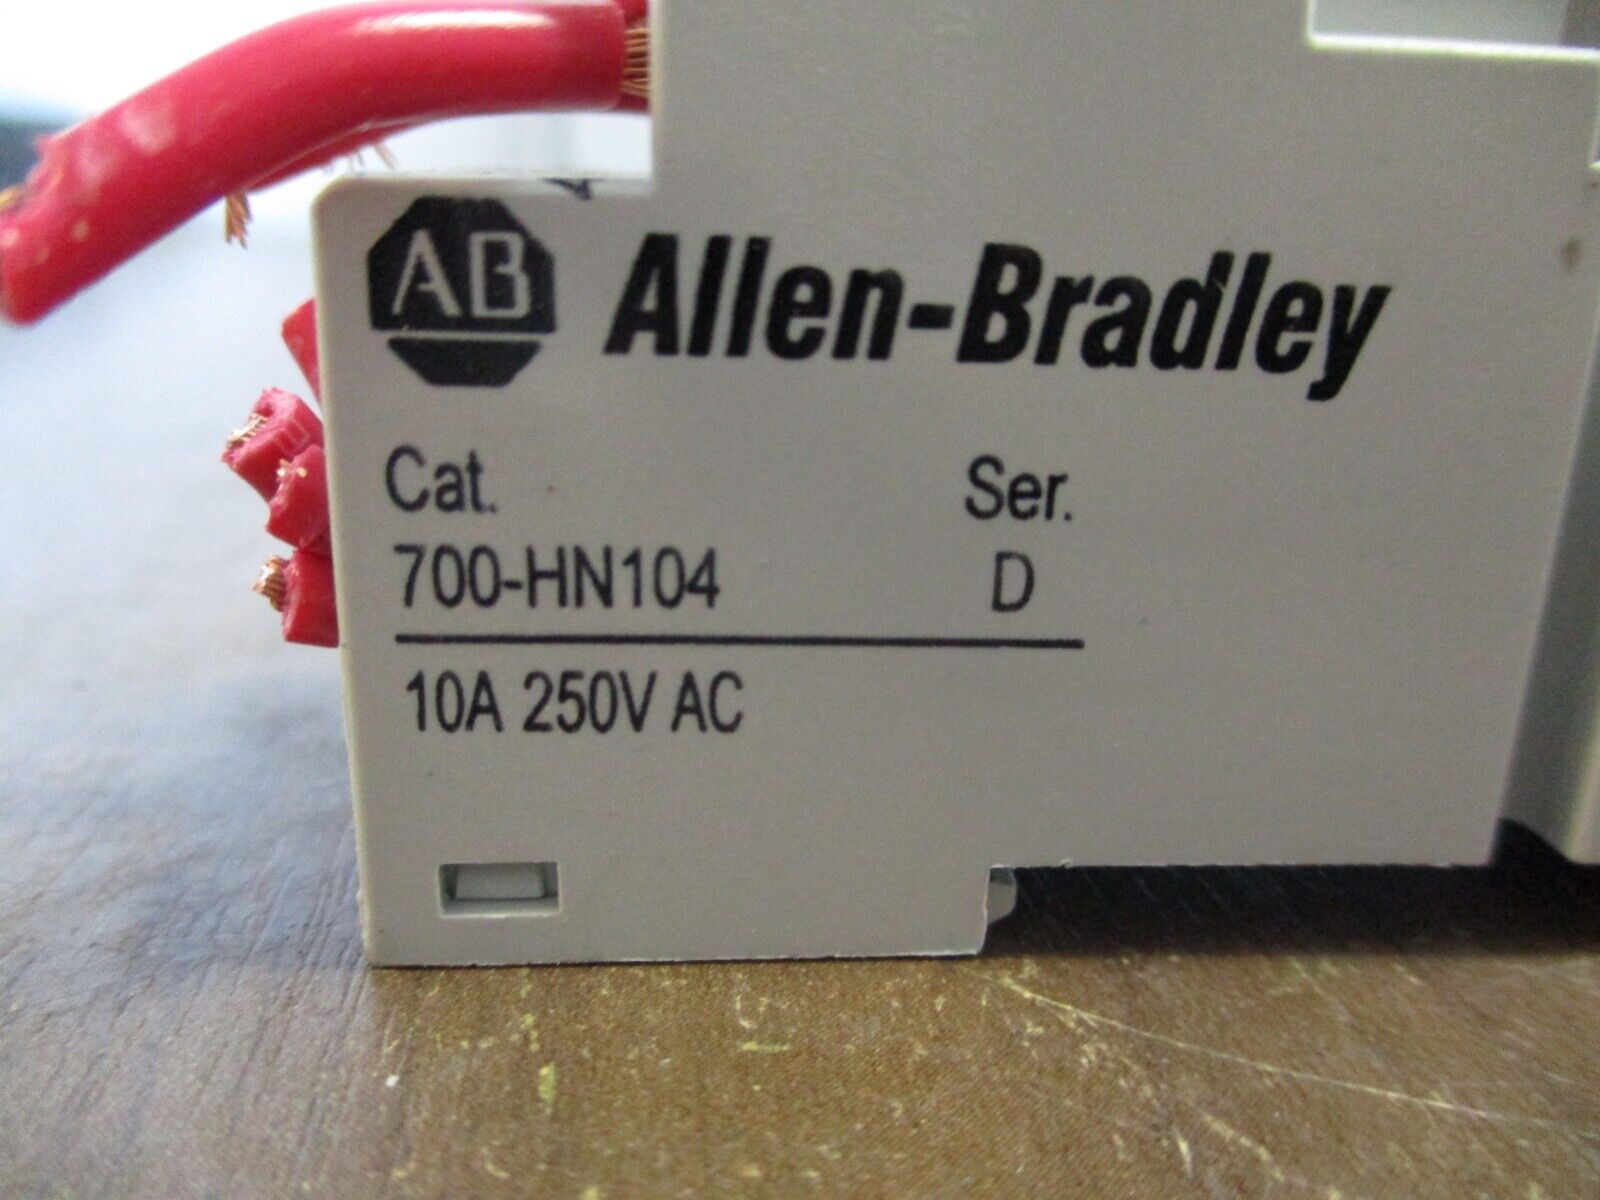 AB Allen-Bradley
Cat. Ser.
700-HN104 D
10A 250V AC